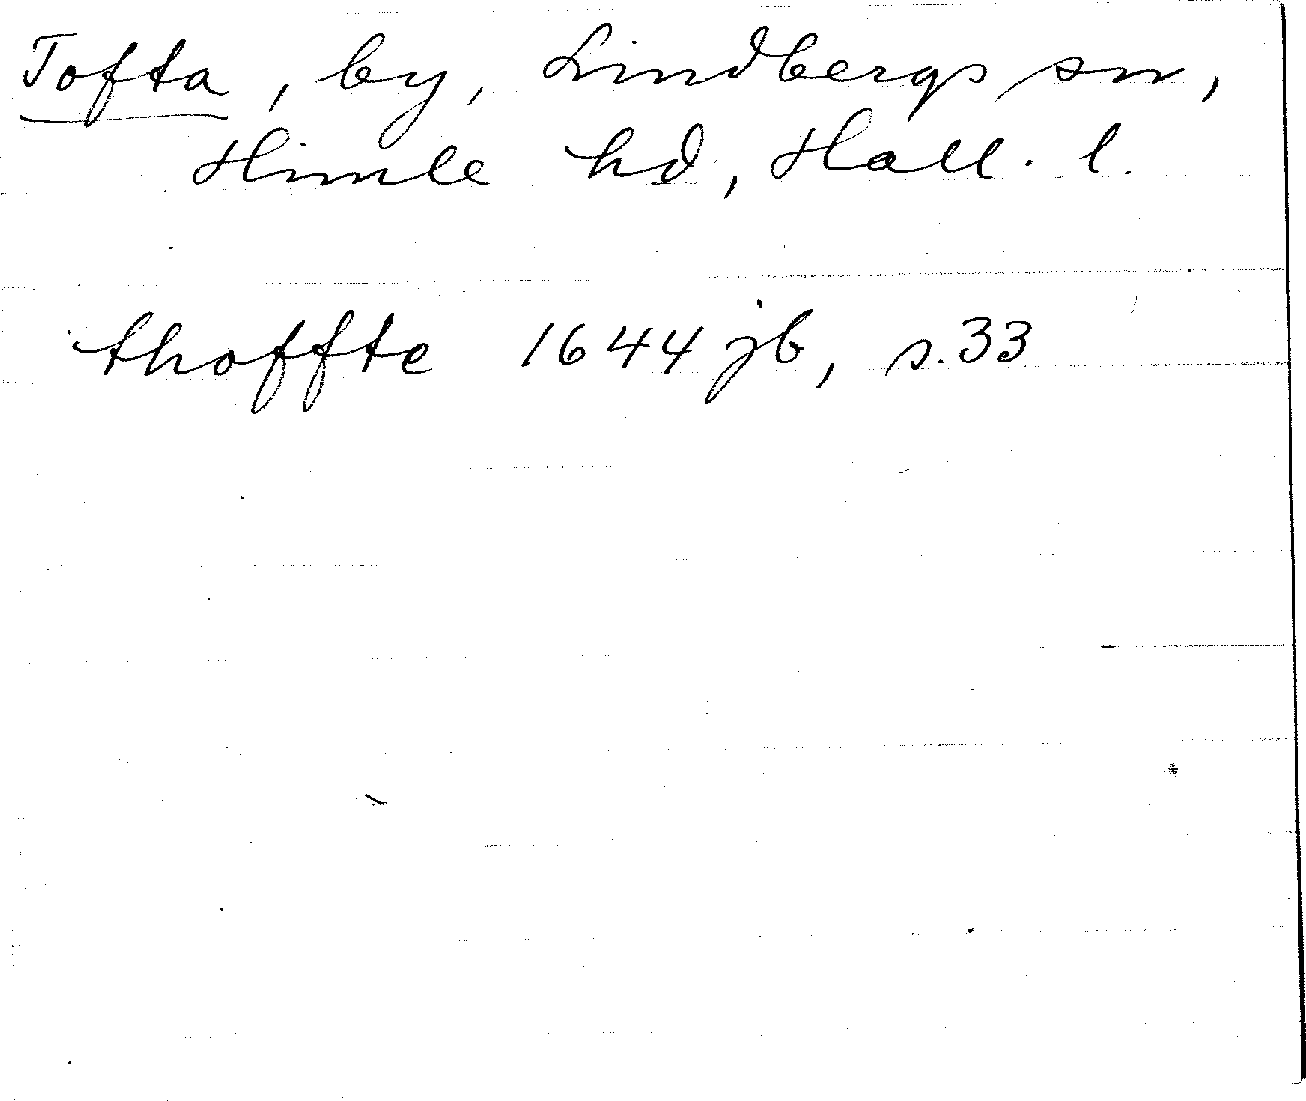 Tofta, by, Lindbergs sn,
Himle hd, Hall. l.
thoffte 1644 jb, s. 33